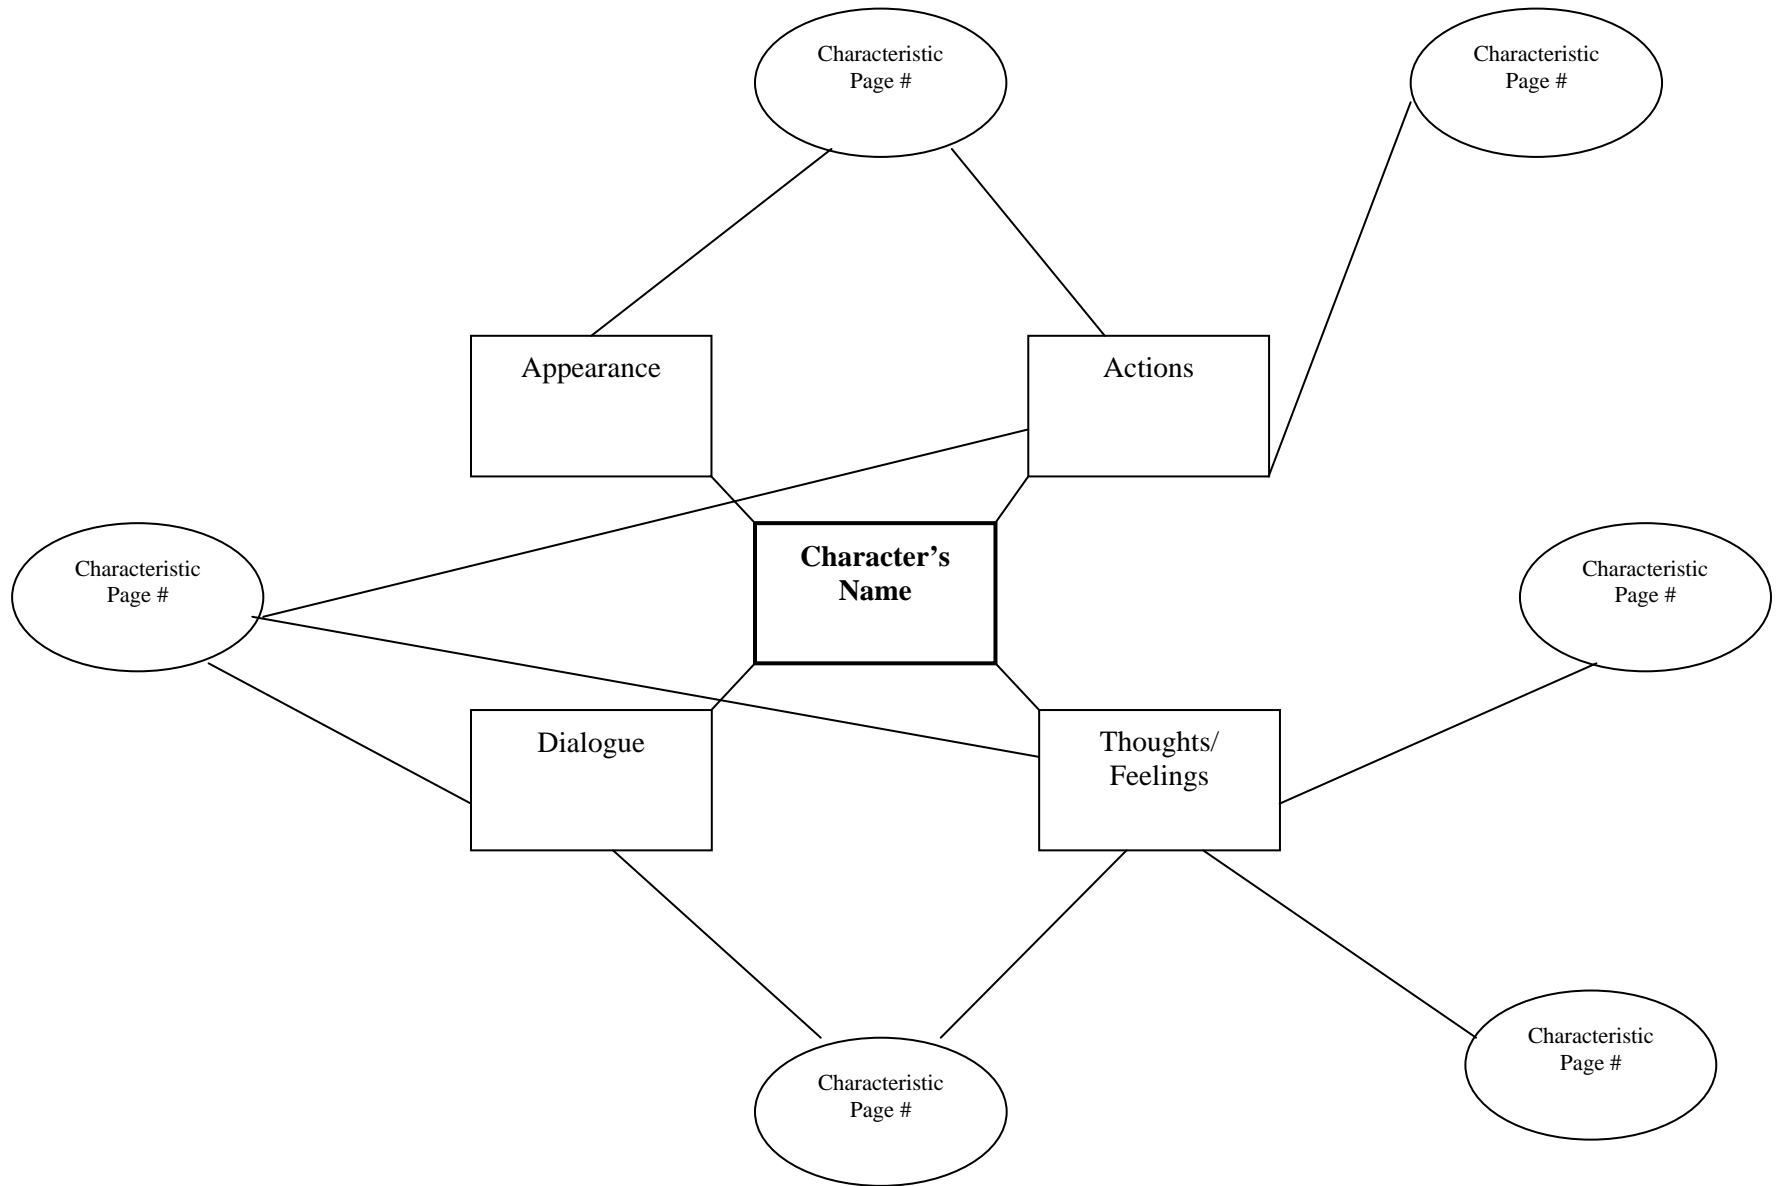 Characteristic
Page #
Characteristic
Page #
Appearance
Actions
Character’s
Name
Characteristic
Page #
Characteristic
Page #
Dialogue
Thoughts/
Feelings
Characteristic
Page #
Characteristic
Page #